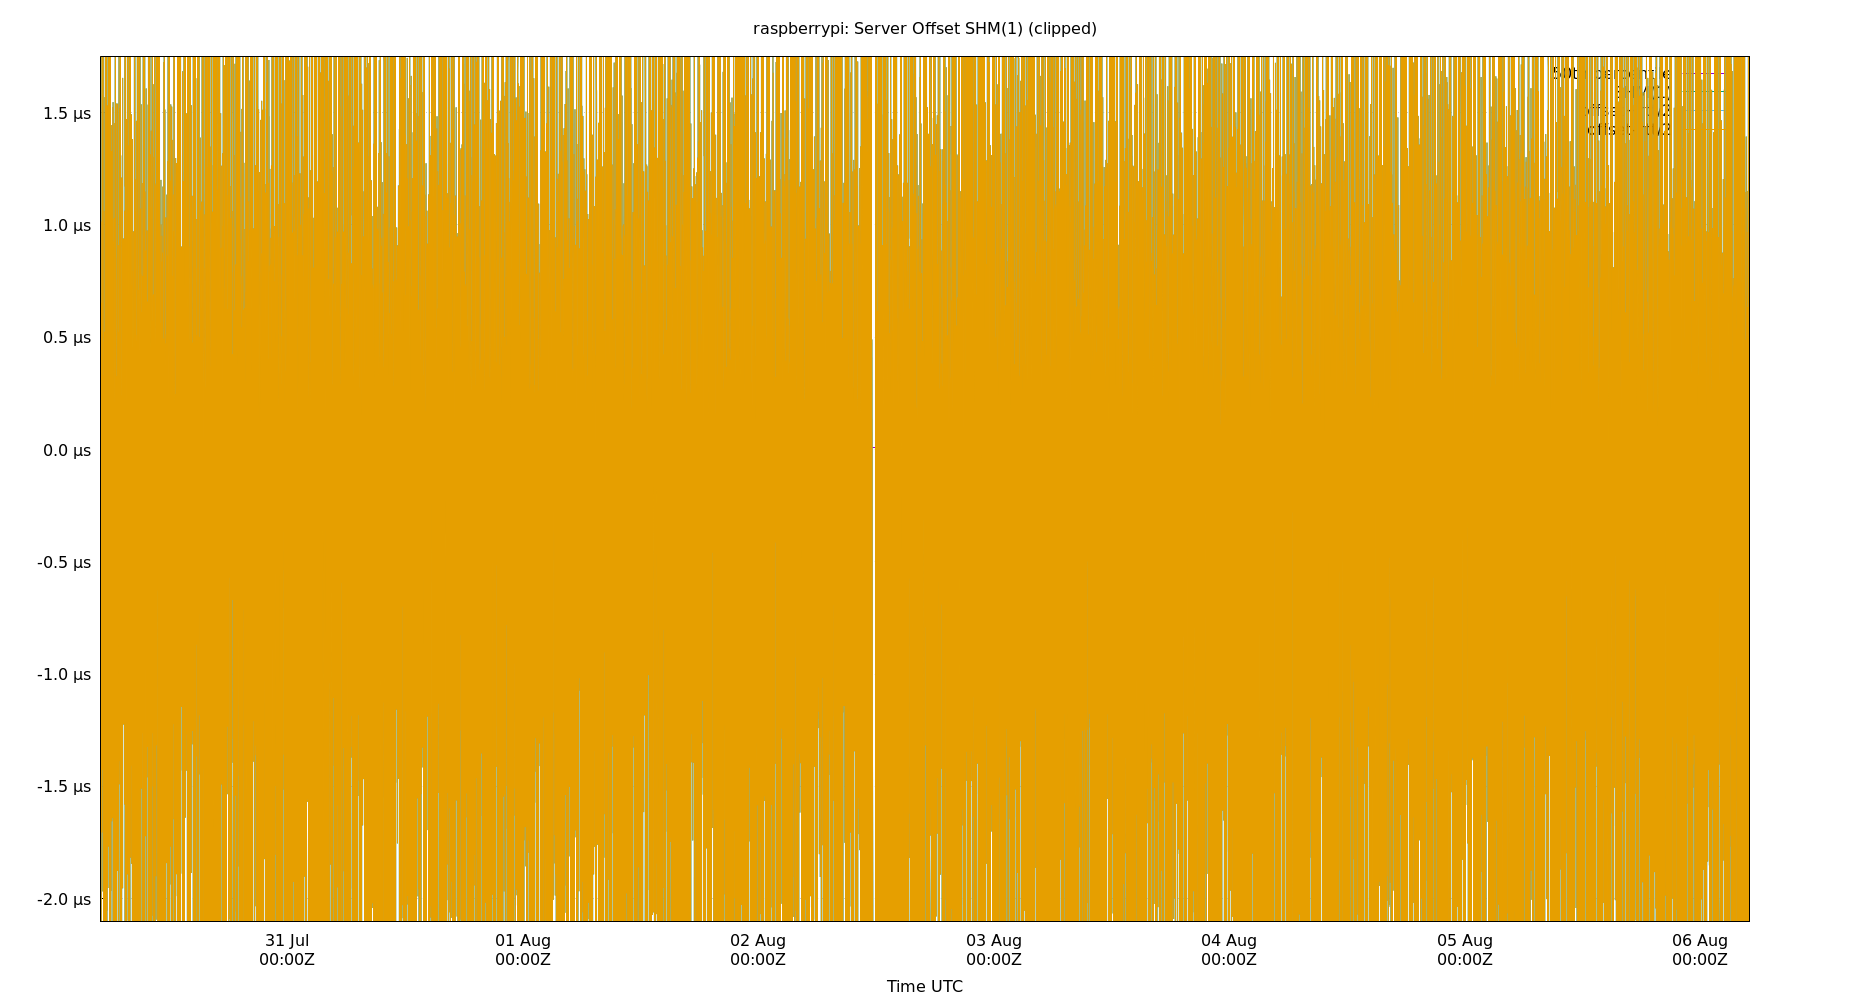 raspberrypi: Server Offset SHM(1) (clipped)
1.5 µs
1.0 µs
0.5 µs
0.0 µs
-0.5 µs
-1.0 µs
-1.5 µs
-2.0 µs
31 Jul
00:00Z
01 Aug
00:00Z
02 Aug
00:00Z
03 Aug
00:00Z
04 Aug
00:00Z
05 Aug
00:00Z
06 Aug
00:00Z
Time UTC